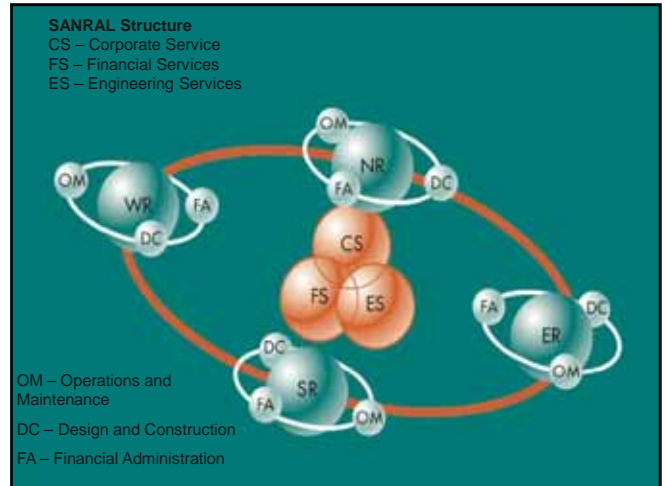 SANRAL Structure
CS – Corporate Service
FS – Financial Services
ES – Engineering Services
OM
NR
FA
DC
OM
WR
FA
DC
CS
FS
ES
FA
DC
ER
OM
DC
SR
FA
OM
OM – Operations and
Maintenance
DC – Design and Construction
FA – Financial Administration